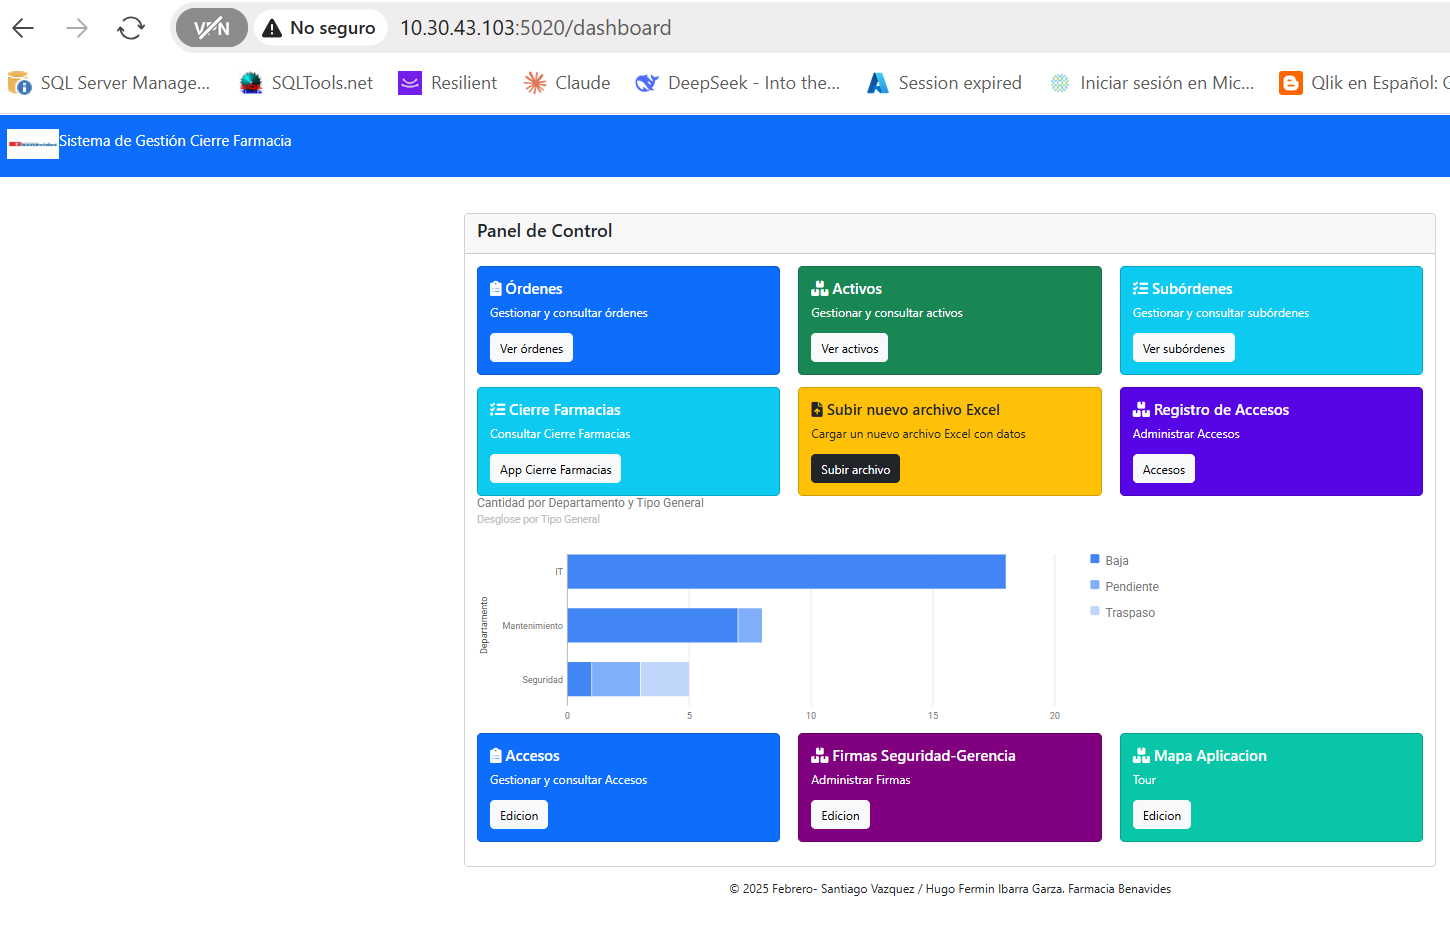 VPN
No seguro
10.30.43.103:5020/dashboard
SQL Server Manage...
SQLTools.net
Resilient
Claude
DeepSeek - Into the...
Session expired
Iniciar sesión en Mic...
Qlik en Español: G
Sistema de Gestión Cierre Farmacia
Panel de Control
Órdenes
Gestionar y consultar órdenes
Ver órdenes
Activos
Gestionar y consultar activos
Ver activos
Subórdenes
Gestionar y consultar subórdenes
Ver subórdenes
Cierre Farmacias
Consultar Cierre Farmacias
App Cierre Farmacias
Subir nuevo archivo Excel
Cargar un nuevo archivo Excel con datos
Subir archivo
Registro de Accesos
Administrar Accesos
Accesos
Cantidad por Departamento y Tipo General
Desglose por Tipo General
Departamento
IT
Mantenimiento
Seguridad
0
5
10
15
20
Baja
Pendiente
Traspaso
Accesos
Gestionar y consultar Accesos
Edicion
Firmas Seguridad-Gerencia
Administrar Firmas
Edicion
Mapa Aplicacion
Tour
Edicion
© 2025 Febrero- Santiago Vazquez / Hugo Fermin Ibarra Garza. Farmacia Benavides